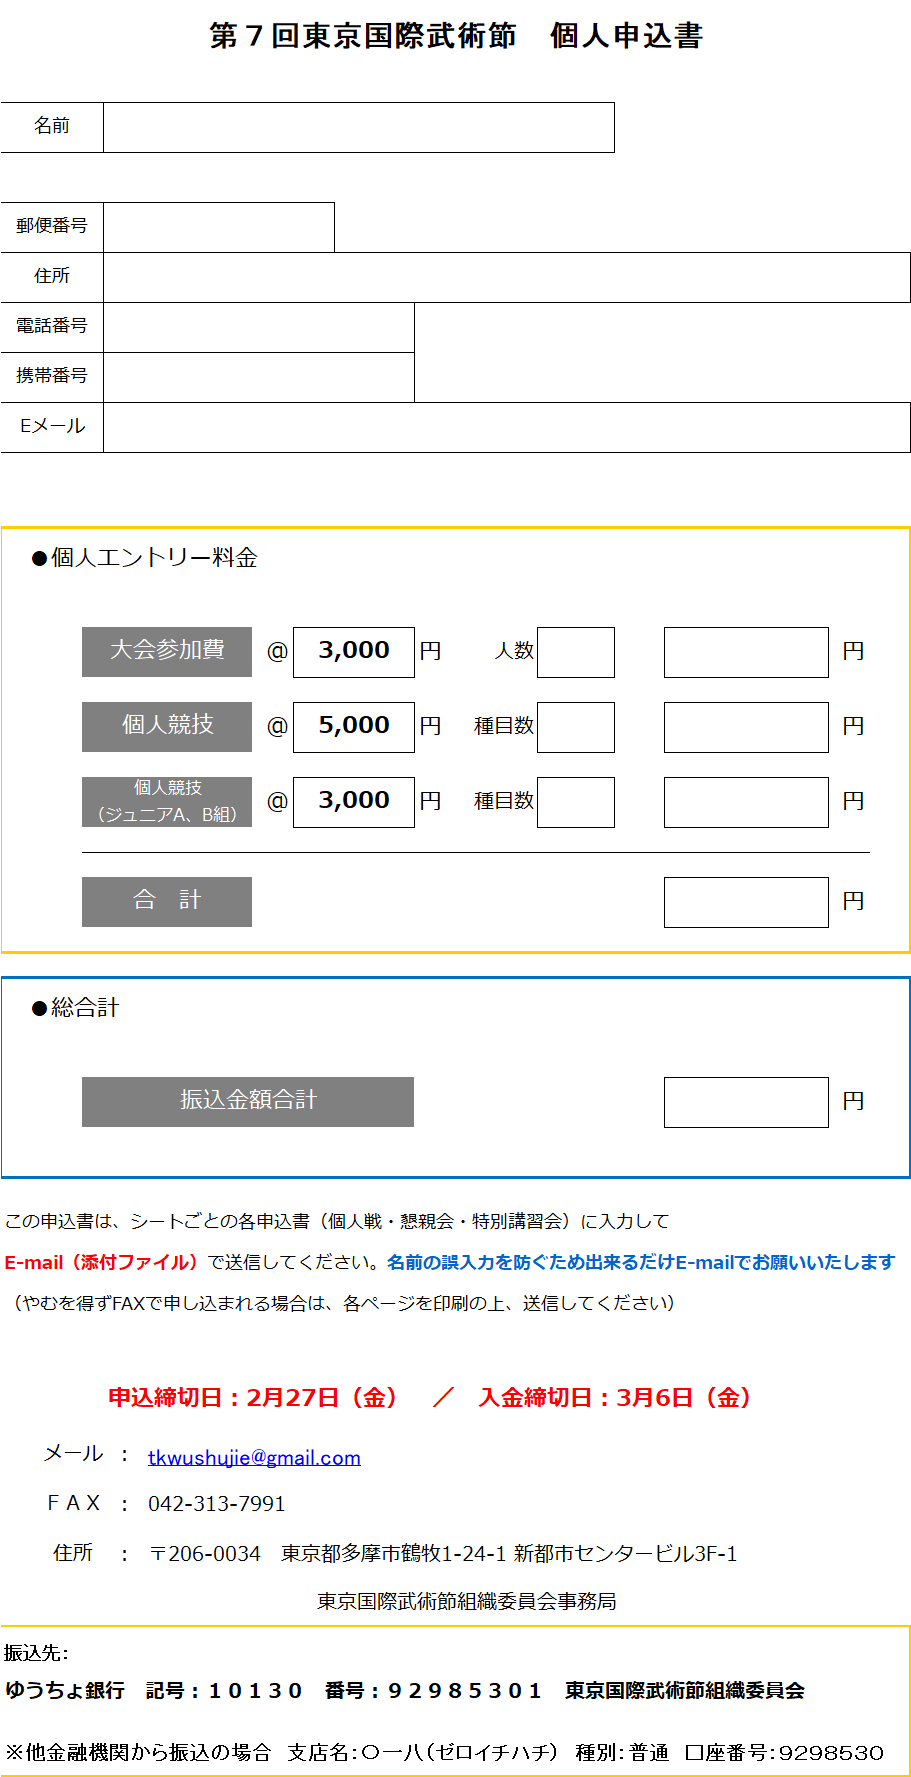 第７回東京国際武術節　個人申込書
名前
郵便番号
住所
電話番号
携帯番号
Eメール
●個人エントリー料金
大会参加費 @ 3,000 円 人数 円
個人競技 @ 5,000 円 種目数 円
個人競技
（ジュニアA、B組） @ 3,000 円 種目数 円
合　計 円
●総合計
振込金額合計 円
この申込書は、シートごとの各申込書（個人戦・懇親会・特別講習会）に入力して
E-mail（添付ファイル）で送信してください。名前の誤入力を防ぐため出来るだけE-mailでお願いいたします
（やむを得ずFAXで申し込まれる場合は、各ページを印刷の上、送信してください）
申込締切日：2月27日（金）　／　入金締切日：3月6日（金）
メール ： tkwushujie@gmail.com
ＦＡＸ ： 042-313-7991
住所 ： 〒206-0034　東京都多摩市鶴牧1-24-1 新都市センタービル3F-1
東京国際武術節組織委員会事務局
振込先：
ゆうちょ銀行　記号：１０１３０　番号：９２９８５３０１　東京国際武術節組織委員会
※他金融機関から振込の場合　支店名：〇一八（ゼロイチハチ）　種別：普通　口座番号：９２９８５３０